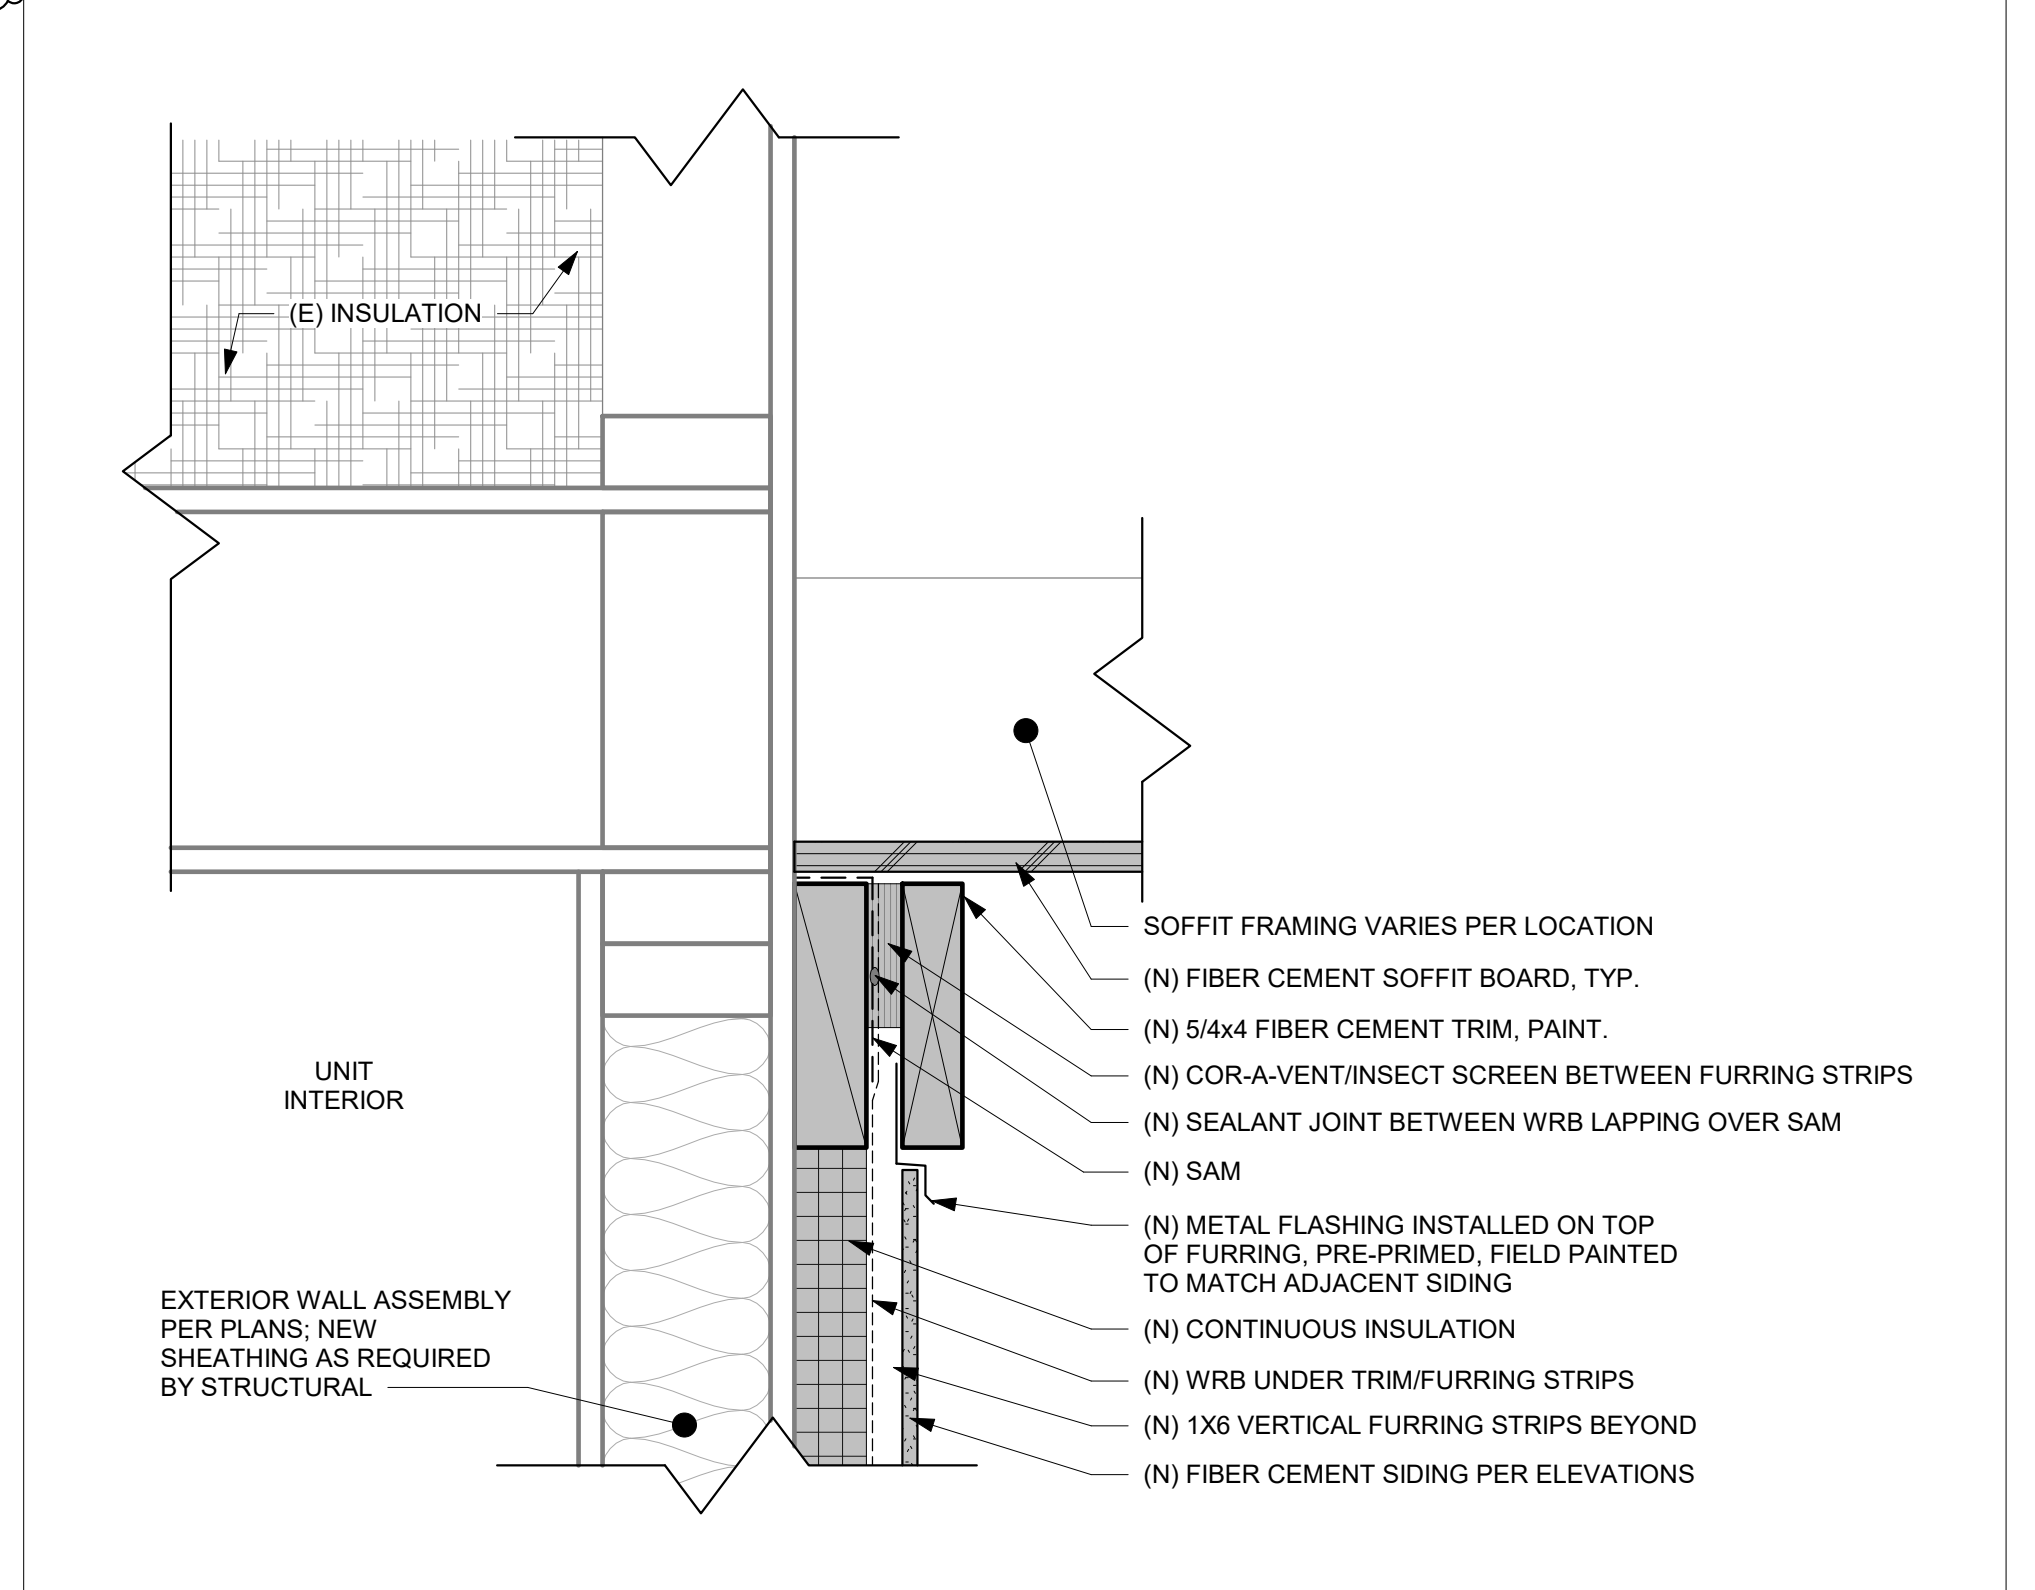 (E) INSULATION
SOFFIT FRAMING VARIES PER LOCATION
(N) FIBER CEMENT SOFFIT BOARD, TYP.
(N) 5/4x4 FIBER CEMENT TRIM, PAINT.
UNIT
INTERIOR
(N) COR-A-VENT/INSECT SCREEN BETWEEN FURRING STRIPS
(N) SEALANT JOINT BETWEEN WRB LAPPING OVER SAM
(N) SAM
(N) METAL FLASHING INSTALLED ON TOP
OF FURRING, PRE-PRIMED, FIELD PAINTED
TO MATCH ADJACENT SIDING
EXTERIOR WALL ASSEMBLY
PER PLANS; NEW
SHEATHING AS REQUIRED
BY STRUCTURAL
(N) CONTINUOUS INSULATION
(N) WRB UNDER TRIM/FURRING STRIPS
(N) 1X6 VERTICAL FURRING STRIPS BEYOND
(N) FIBER CEMENT SIDING PER ELEVATIONS